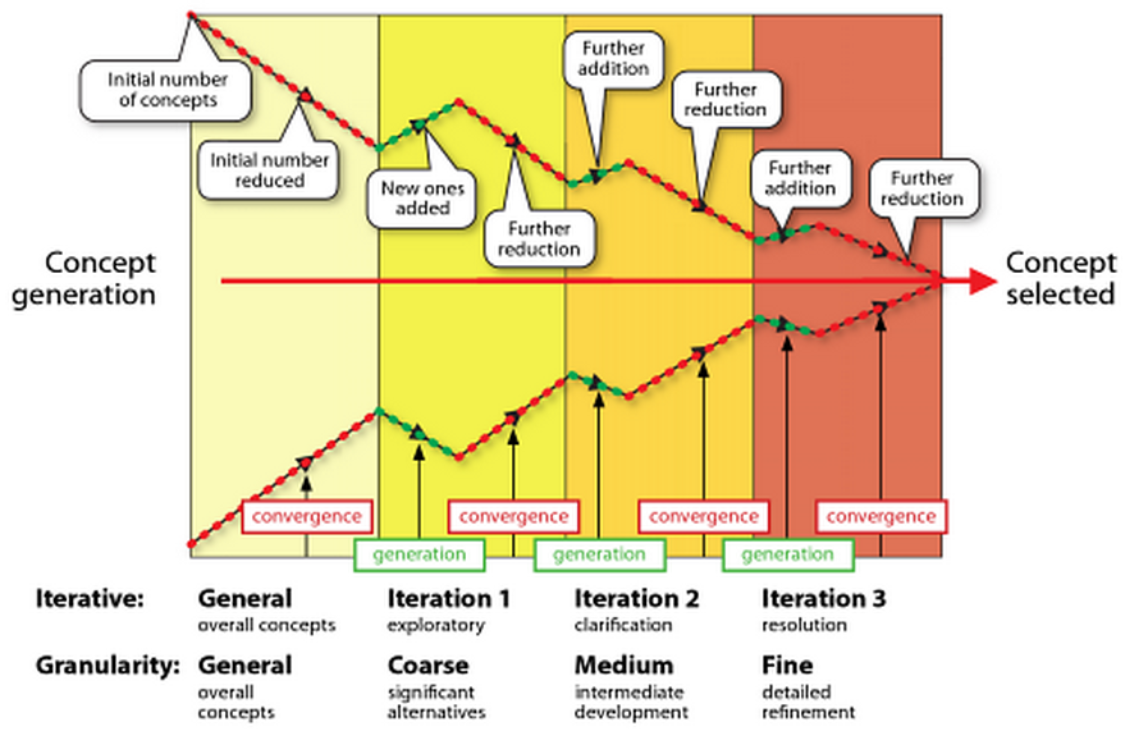 Initial number
of concepts
Initial number
reduced
New ones
added
Further
reduction
Further
addition
Further
reduction
Further
addition
Further
reduction
Concept
generation
Concept
selected
convergence
convergence
convergence
convergence
generation
generation
generation
Iterative:
General
overall concepts
Iteration 1
exploratory
Iteration 2
clarification
Iteration 3
resolution
Granularity:
General
overall
concepts
Coarse
significant
alternatives
Medium
intermediate
development
Fine
detailed
refinement